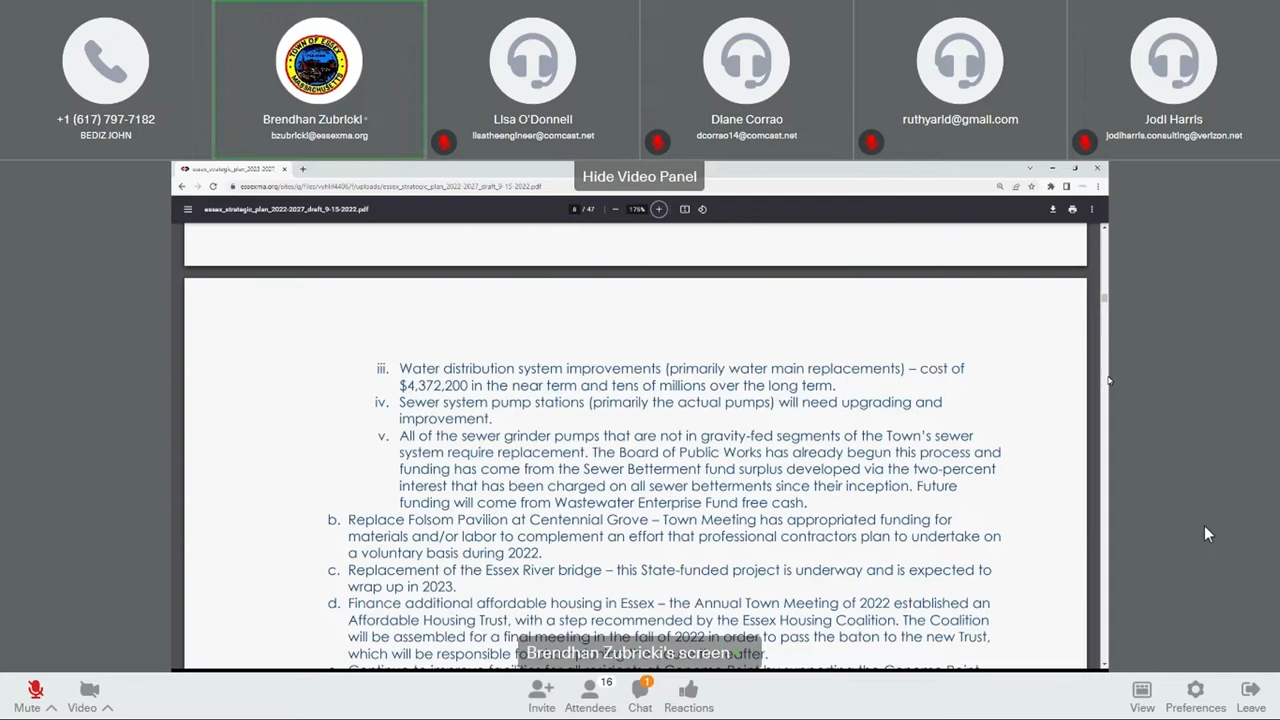 +1 (617) 797-7182
BEDIZ JOHN
TOWN OF ESSEX
MASSACHUSETTS
Brendhan Zubricki
bzubricki@essexma.org
Lisa O'Donnell
lisatheengineer@comcast.net
Diane Corrao
dcorrao14@comcast.net
ruthyarid@gmail.com
Jodi Harris
jodiharris.consulting@verizon.net
Hide Video Panel
essex_strategic_plan_2022-2027_draft_9-15-2022.pdf
8 / 47
175%
iii. Water distribution system improvements (primarily water main replacements) – cost of
$4,372,200 in the near term and tens of millions over the long term.
iv. Sewer system pump stations (primarily the actual pumps) will need upgrading and
improvement.
v. All of the sewer grinder pumps that are not in gravity-fed segments of the Town's sewer
system require replacement. The Board of Public Works has already begun this process and
funding has come from the Sewer Betterment fund surplus developed via the two-percent
interest that has been charged on all sewer betterments since their inception. Future
funding will come from Wastewater Enterprise Fund free cash.
b. Replace Folsom Pavilion at Centennial Grove – Town Meeting has appropriated funding for
materials and/or labor to complement an effort that professional contractors plan to undertake on
a voluntary basis during 2022.
c. Replacement of the Essex River bridge – this State-funded project is underway and is expected to
wrap up in 2023.
d. Finance additional affordable housing in Essex – the Annual Town Meeting of 2022 established an
Affordable Housing Trust, with a step recommended by the Essex Housing Coalition. The Coalition
will be assembled for a final meeting in the fall of 2022 in order to pass the baton to the new Trust,
which will be responsible
Brendhan Zubricki's screen
Mute
Video
Invite
16
Attendees
1
Chat
Reactions
View
Preferences
Leave